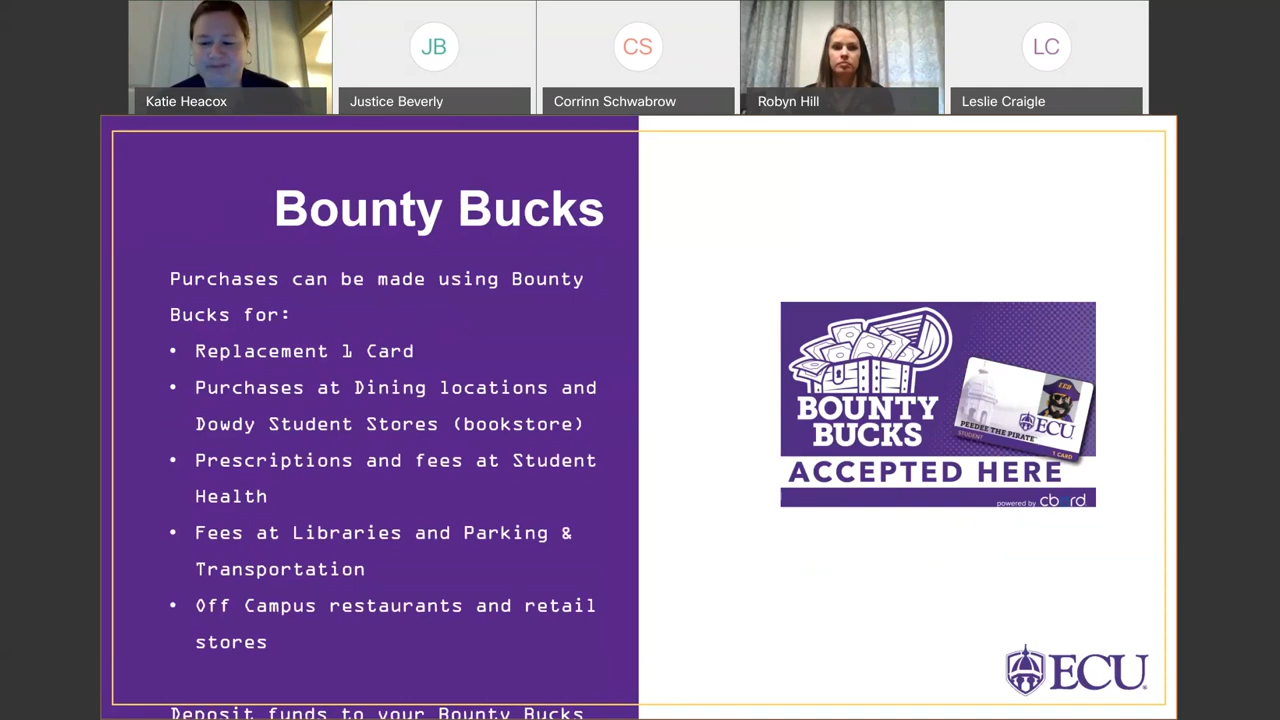 JB
CS
LC
Katie Heacox
Justice Beverly
Corrinn Schwabrow
Robyn Hill
Leslie Craigle
Bounty Bucks
Purchases can be made using Bounty
Bucks for:
• Replacement 1 Card
• Purchases at Dining locations and
Dowdy Student Stores (bookstore)
• Prescriptions and fees at Student
Health
• Fees at Libraries and Parking &
Transportation
• Off Campus restaurants and retail
stores
Deposit funds to your Bounty Bucks
BOUNTY
BUCKS
ACCEPTED HERE
powered by cbord
ECU
PEEDEE THE PIRATE
STUDENT
1 CARD
ECU